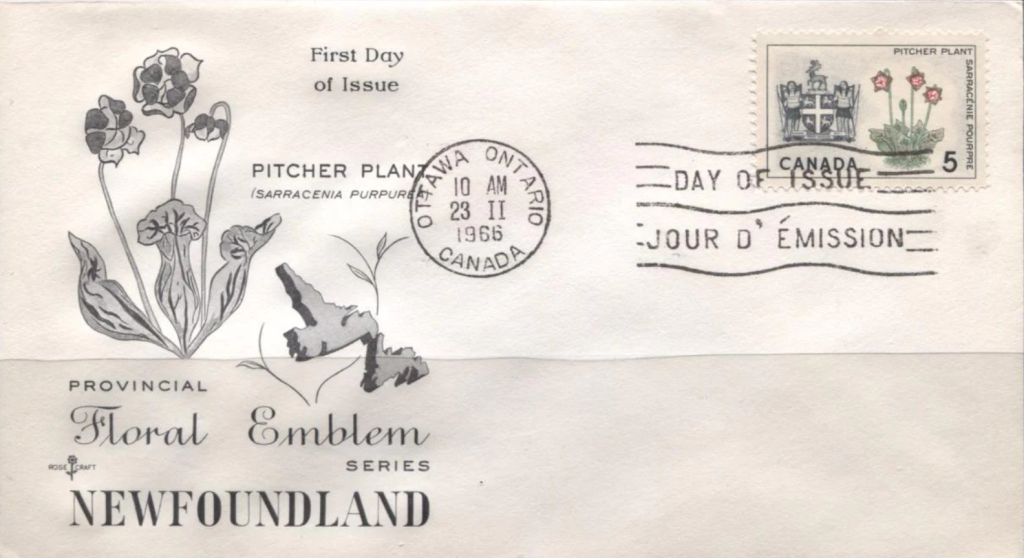 First Day
of Issue
PITCHER PLANT
(SARRACENIA PURPUREA
OTTAWA ONTARIO
10 AM
23 II
1966
CANADA
PITCHER PLANT
SARRACÉNIE POURPRE
CANADA 5
DAY OF ISSUE
JOUR D' ÉMISSION
PROVINCIAL
Floral Emblem
SERIES
ROSE CRAFT
NEWFOUNDLAND